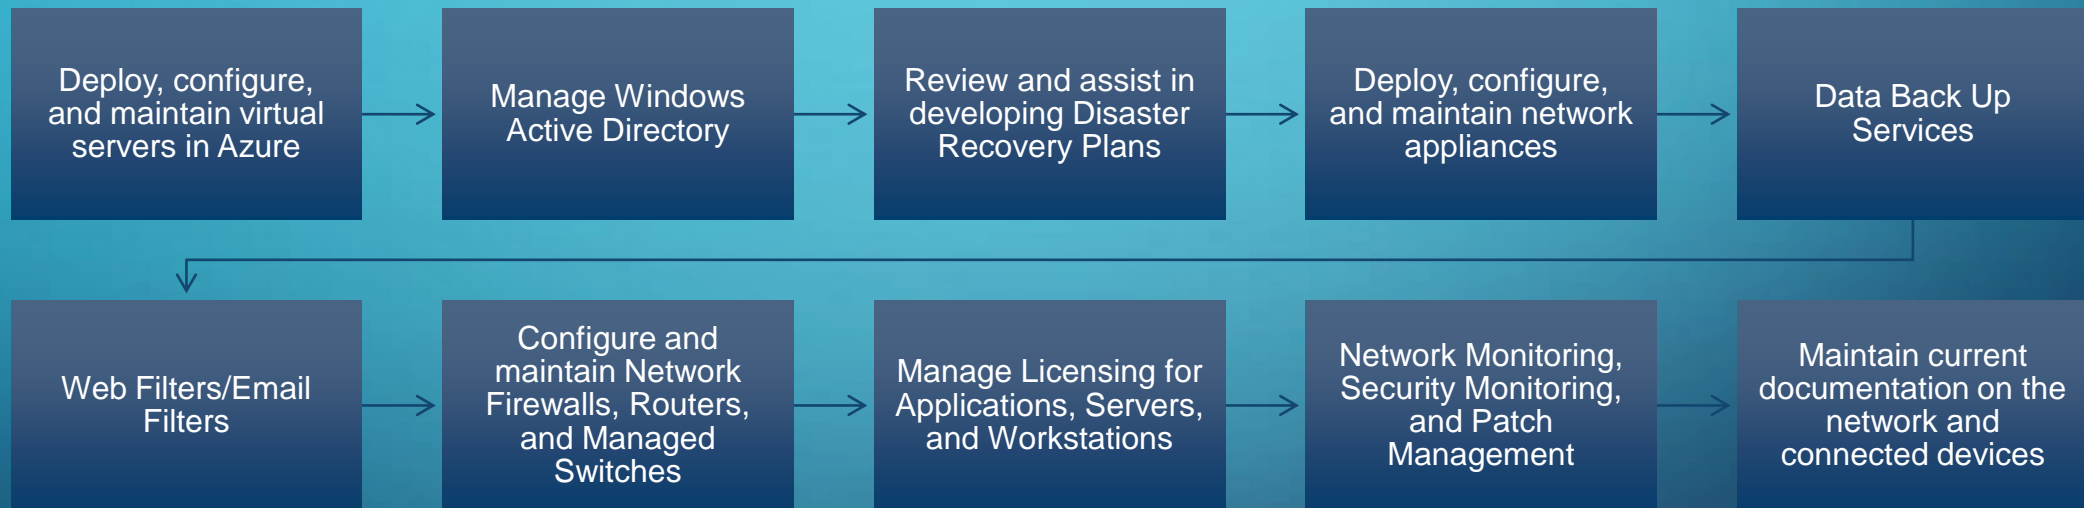 Deploy, configure,
and maintain virtual
servers in Azure
Manage Windows
Active Directory
Review and assist in
developing Disaster
Recovery Plans
Deploy, configure,
and maintain network
appliances
Data Back Up
Services
Web Filters/Email
Filters
Configure and
maintain Network
Firewalls, Routers,
and Managed
Switches
Manage Licensing for
Applications, Servers,
and Workstations
Network Monitoring,
Security Monitoring,
and Patch
Management
Maintain current
documentation on the
network and
connected devices